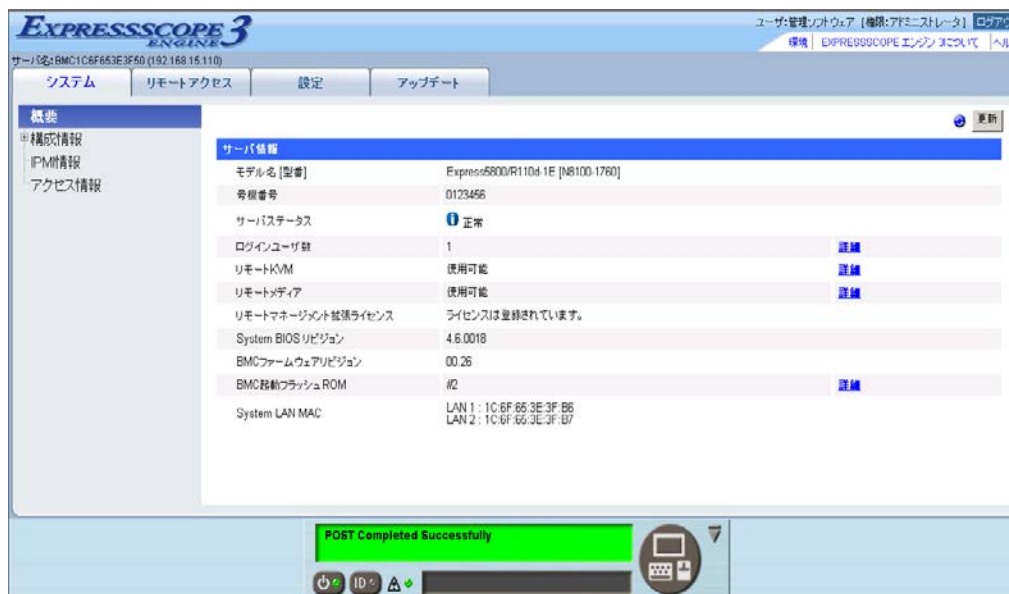 EXPRESSSCOPE
ENGINE 3
ユーザ:管理ソフトウェア [権限:アドミニストレータ] ログアウ
環境 EXPRESSSCOPE エンジン 3について ヘル
サーバ名:BMC1C6F653E3F50 (192.168.15.110)
システム リモートアクセス 設定 アップデート
概要
構成情報
IPMI情報
アクセス情報
更新
サーバ情報
モデル名 [型番] Express5800/R110d-1E [N8100-1760]
号機番号 0123456
サーバステータス 正常
ログインユーザ数 1 詳細
リモートKVM 使用可能 詳細
リモートメディア 使用可能 詳細
リモートマネージメント拡張ライセンス ライセンスは登録されています。
System BIOS リビジョン 4.6.0018
BMCファームウェアリビジョン 00.26
BMC起動フラッシュROM #2 詳細
System LAN MAC LAN 1 : 1C:6F:65:3E:3F:B6
LAN 2 : 1C:6F:65:3E:3F:B7
POST Completed Successfully
ID